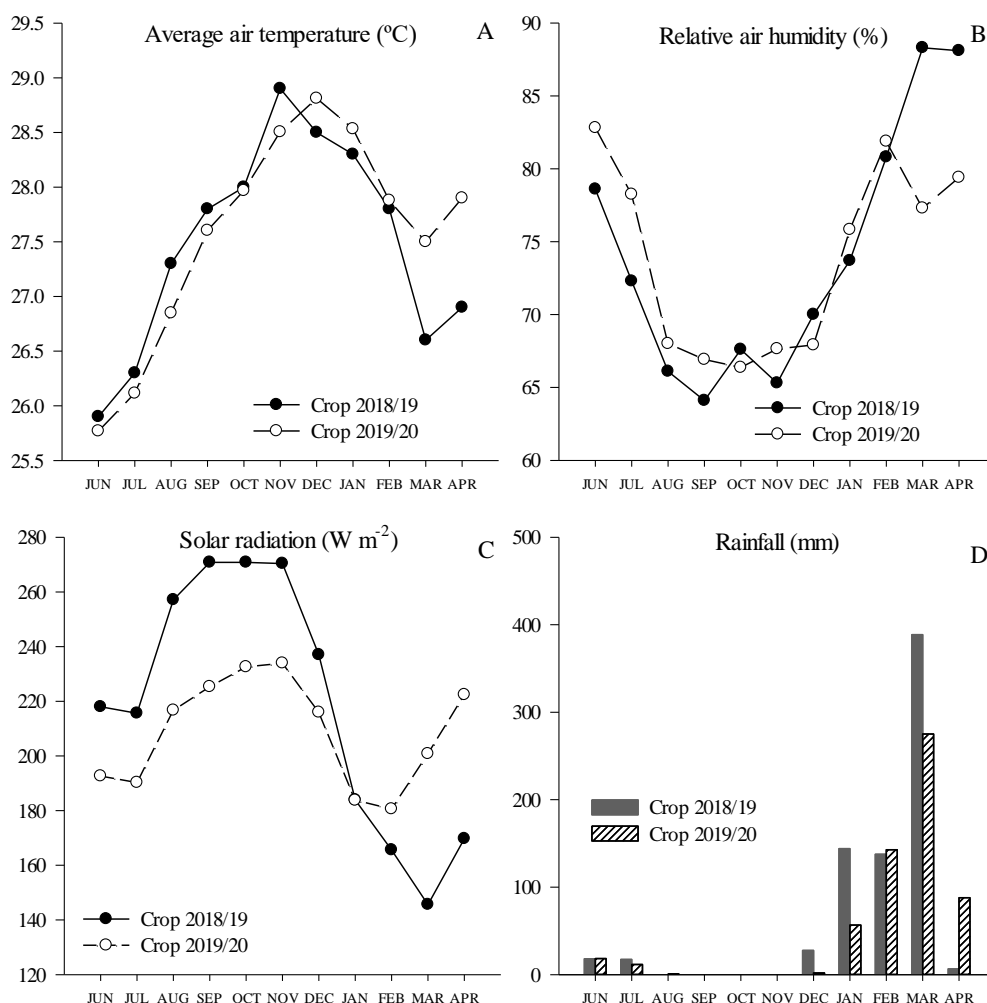 Average air temperature (ºC)
A
29.5
29.0
28.5
28.0
27.5
27.0
26.5
26.0
25.5
Crop 2018/19
Crop 2019/20
JUN JUL AUG SEP OCT NOV DEC JAN FEB MAR APR
Relative air humidity (%)
B
90
85
80
75
70
65
60
Crop 2018/19
Crop 2019/20
JUN JUL AUG SEP OCT NOV DEC JAN FEB MAR APR
Solar radiation (W m-2)
C
280
260
240
220
200
180
160
140
120
Crop 2018/19
Crop 2019/20
JUN JUL AUG SEP OCT NOV DEC JAN FEB MAR APR
Rainfall (mm)
D
500
400
300
200
100
0
Crop 2018/19
Crop 2019/20
JUN JUL AUG SEP OCT NOV DEC JAN FEB MAR APR